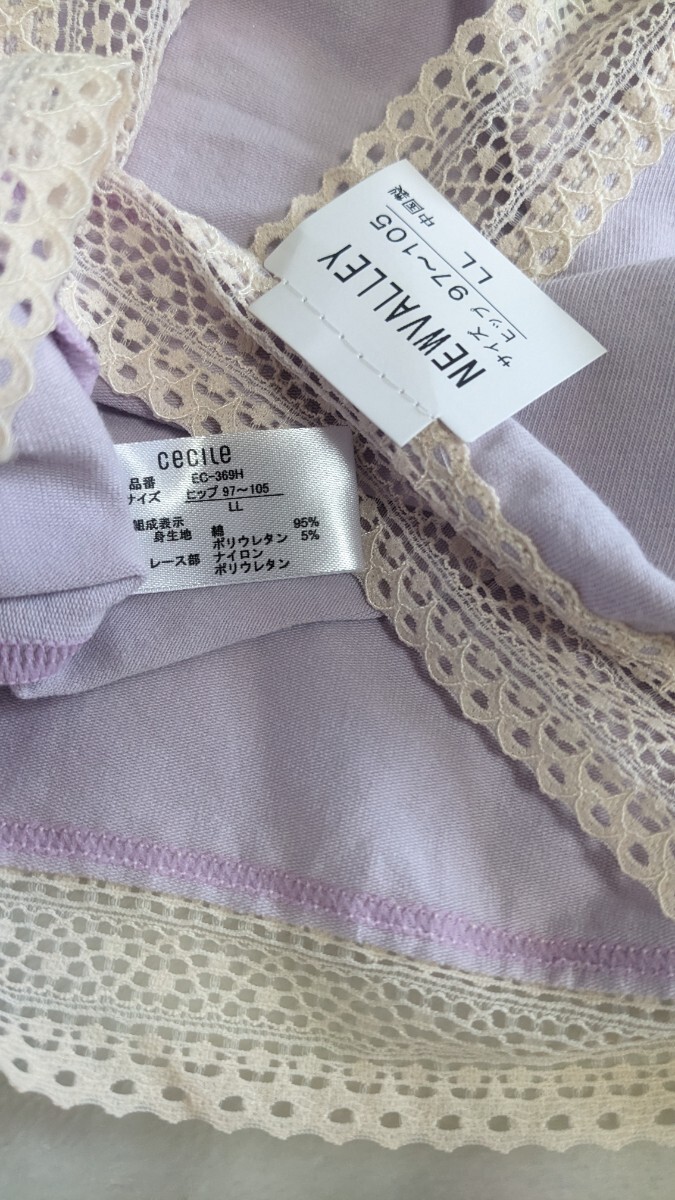 NEWVALLEY
サイズ
ヒップ 97〜105
LL
中国製
cecile
品番 EC-369H
イズ ヒップ 97〜105
LL
組成表示
身生地 綿 95%
ポリウレタン 5%
レース部 ナイロン
ポリウレタン